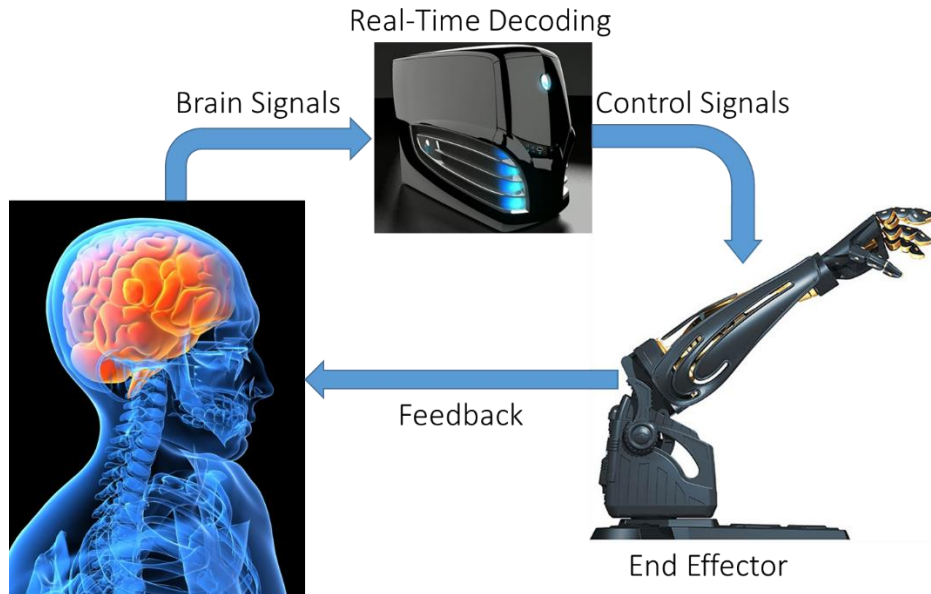 Real-Time Decoding
Brain Signals
Control Signals
Feedback
End Effector